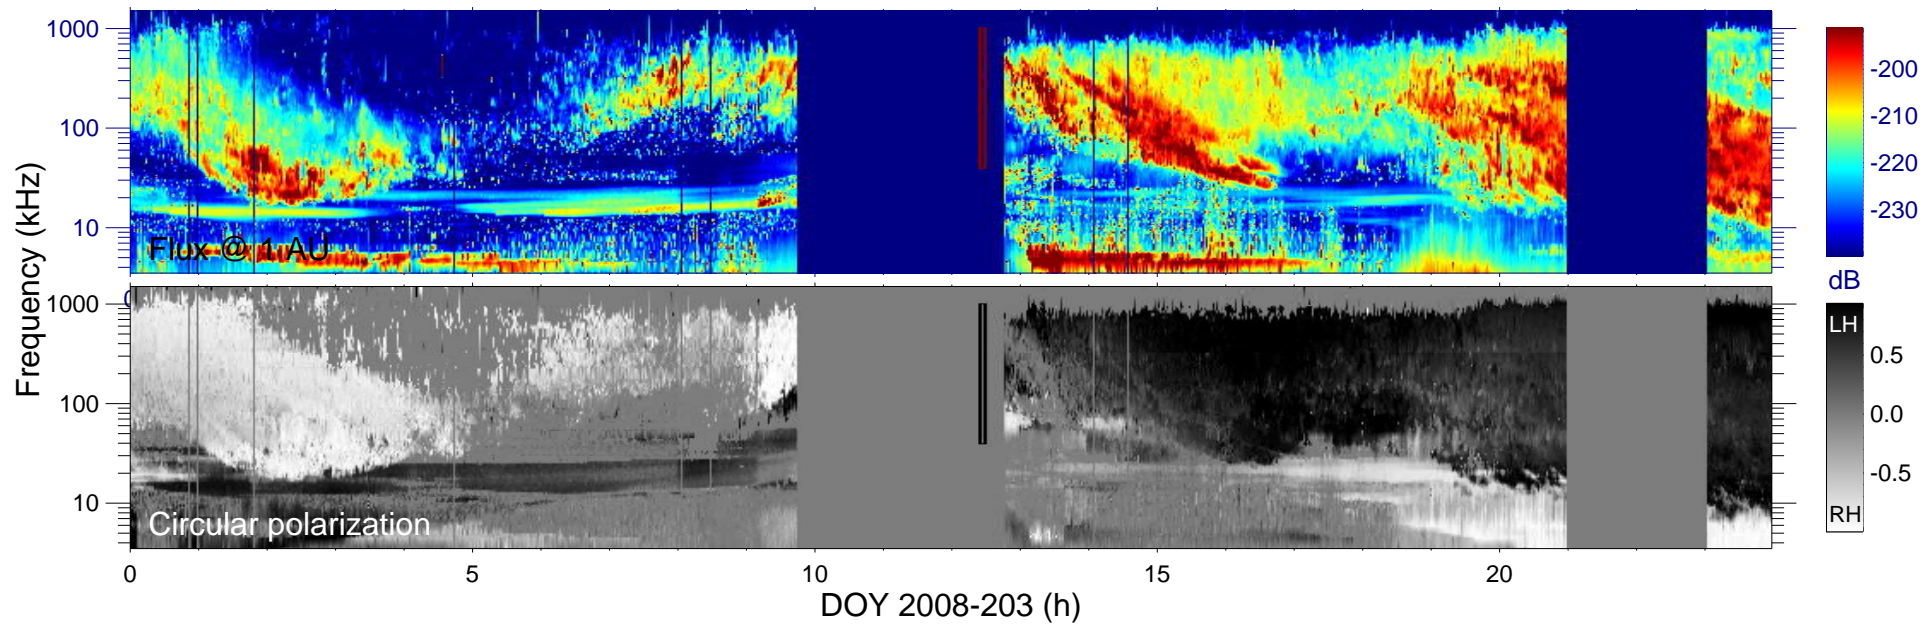 Frequency (kHz)
1000
100
10
Flux @ 1 AU
-200
-210
-220
-230
dB
0
1000
100
10
Circular polarization
LH
0.5
0.0
-0.5
RH
0
5
10
15
20
DOY 2008-203 (h)